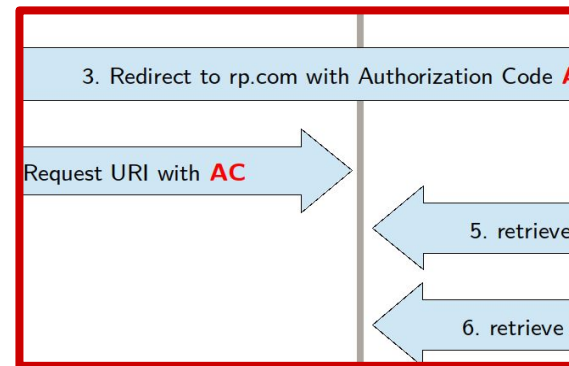 3. Redirect to rp.com with Authorization Code
Request URI with AC
5. retrieve
6. retrieve